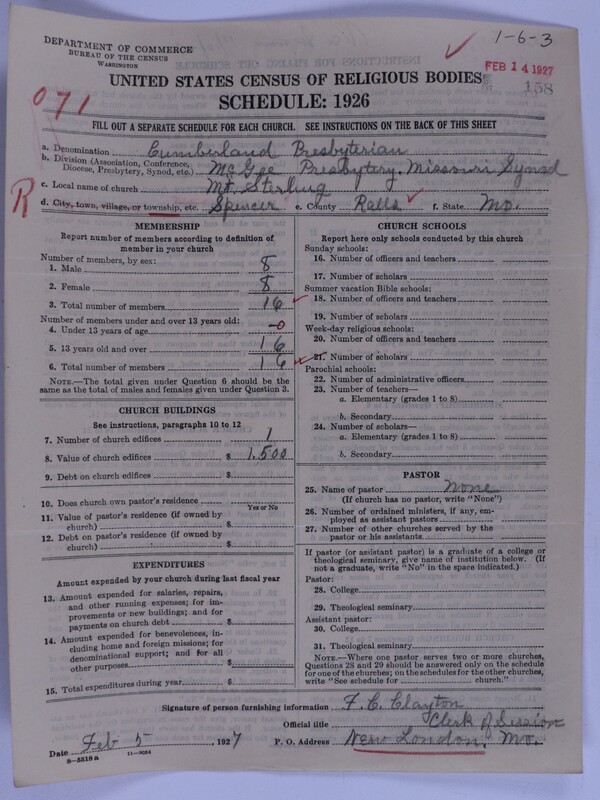 1-6-3
DEPARTMENT OF COMMERCE
BUREAU OF THE CENSUS
WASHINGTON
FEB 14 1927
158
UNITED STATES CENSUS OF RELIGIOUS BODIES
SCHEDULE: 1926
071
FILL OUT A SEPARATE SCHEDULE FOR EACH CHURCH. SEE INSTRUCTIONS ON THE BACK OF THIS SHEET
a. Denomination Cumberland Presbyterian
b. Division (Association, Conference, Diocese, Presbytery, Synod, etc.) McGee Presbytery. Missouri Synod
c. Local name of church Mt. Sterling
R
d. City, town, village, or township, etc. Spencer e. County Ralls f. State Mo.
MEMBERSHIP
Report number of members according to definition of
member in your church
Number of members, by sex:
1. Male 8
2. Female 8
3. Total number of members 16
Number of members under and over 13 years old:
4. Under 13 years of age -0
5. 13 years old and over 16
6. Total number of members 16
NOTE.—The total given under Question 6 should be
same as the total of males and females given under Question 3.
CHURCH BUILDINGS
See instructions, paragraphs 10 to 12
7. Number of church edifices 1
8. Value of church edifices $ 1,500
9. Debt on church edifices $
10. Does church own pastor's residence
Yes or No
11. Value of pastor's residence (if owned by
church) $
12. Debt on pastor's residence (if owned by
church) $
EXPENDITURES
Amount expended by your church during last fiscal year
13. Amount expended for salaries, repairs,
and other running expenses; for im-
provements or new buildings; and for
payments on church debt $
14. Amount expended for benevolences, in-
cluding home and foreign missions; for
denominational support; and for all
other purposes $
15. Total expenditures during year $
CHURCH SCHOOLS
Report here only schools conducted by this church
Sunday schools:
16. Number of officers and teachers
17. Number of scholars
Summer vacation Bible schools:
18. Number of officers and teachers
19. Number of scholars
Week-day religious schools:
20. Number of officers and teachers
21. Number of scholars
Parochial schools:
22. Number of administrative officers
23. Number of teachers—
a. Elementary (grades 1 to 8)
b. Secondary
24. Number of scholars—
a. Elementary (grades 1 to 8)
b. Secondary
PASTOR
25. Name of pastor None
(If church has no pastor, write "None")
26. Number of ordained ministers, if any, em-
ployed as assistant pastors
27. Number of other churches served by the
pastor or his assistants
If pastor (or assistant pastor) is a graduate of a college or
theological seminary, give name of institution below. (If
not a graduate, write "No" in the space indicated.)
Pastor:
28. College
29. Theological seminary
Assistant pastor:
30. College
31. Theological seminary
NOTE.—Where one pastor serves two or more churches,
Questions 28 and 29 should be answered only on the schedule
for one of the churches; on the schedules for the other churches,
write "See schedule for church."
Signature of person furnishing information F. C. Clayton
Official title Clerk of Session
Date Feb 5, 1927 P. O. Address New London, Mo.
8-5518 a 11-9054